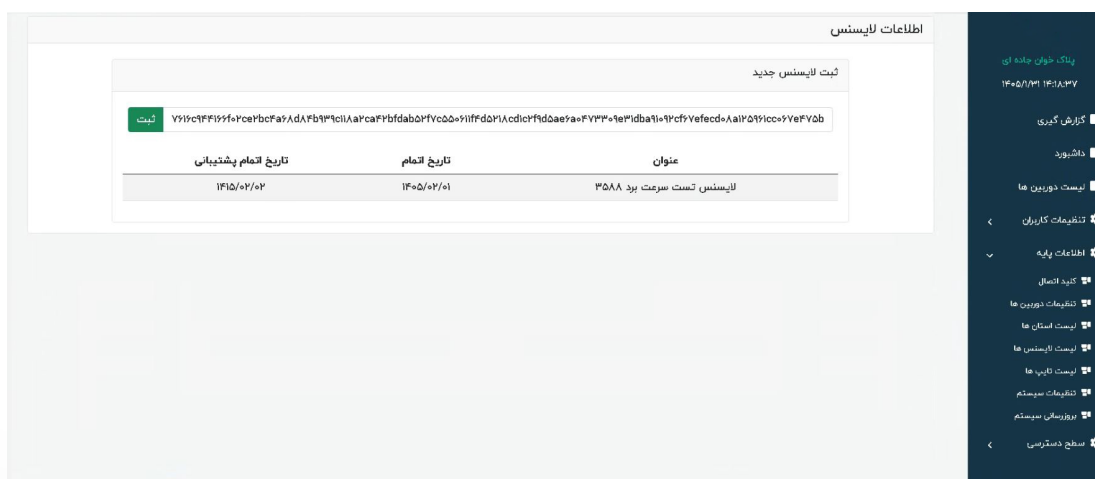 اطلاعات لایسنس
ثبت لایسنس جدید
۷۶۱۶c۹۴۴۱۶۶f۰۲ce۲bc۴a۶۸d۸۴b۹۳۹c۱۱۸a۲ca۴۲bfdab۵۲f۷c۵۵۰۶۱۱f۴d۵۲۱۸cd۱c۲f۹d۵ae۶a۰۴۷۳۳۰۹e۳۱dba۹۱۰۹۲cf۶۷efecd۰۸a۱۲۵۹۶۱cc۰۶۷e۴۷۵b
ثبت
عنوان تاریخ اتمام تاریخ اتمام پشتیبانی
لایسنس تست سرعت برد ۳۵۸۸ ۱۴۰۵/۰۲/۰۱ ۱۴۱۵/۰۲/۰۲
پلاک خوان جاده ای
۱۴۰۵/۱/۳۱ ۱۴:۱۸:۳۷
گزارش گیری
داشبورد
لیست دوربین ها
تنظیمات کاربران
اطلاعات پایه
کلید اتصال
تنظیمات دوربین ها
لیست استان ها
لیست لایسنس ها
لیست تایپ ها
تنظیمات سیستم
بروزرسانی سیستم
سطح دسترسی